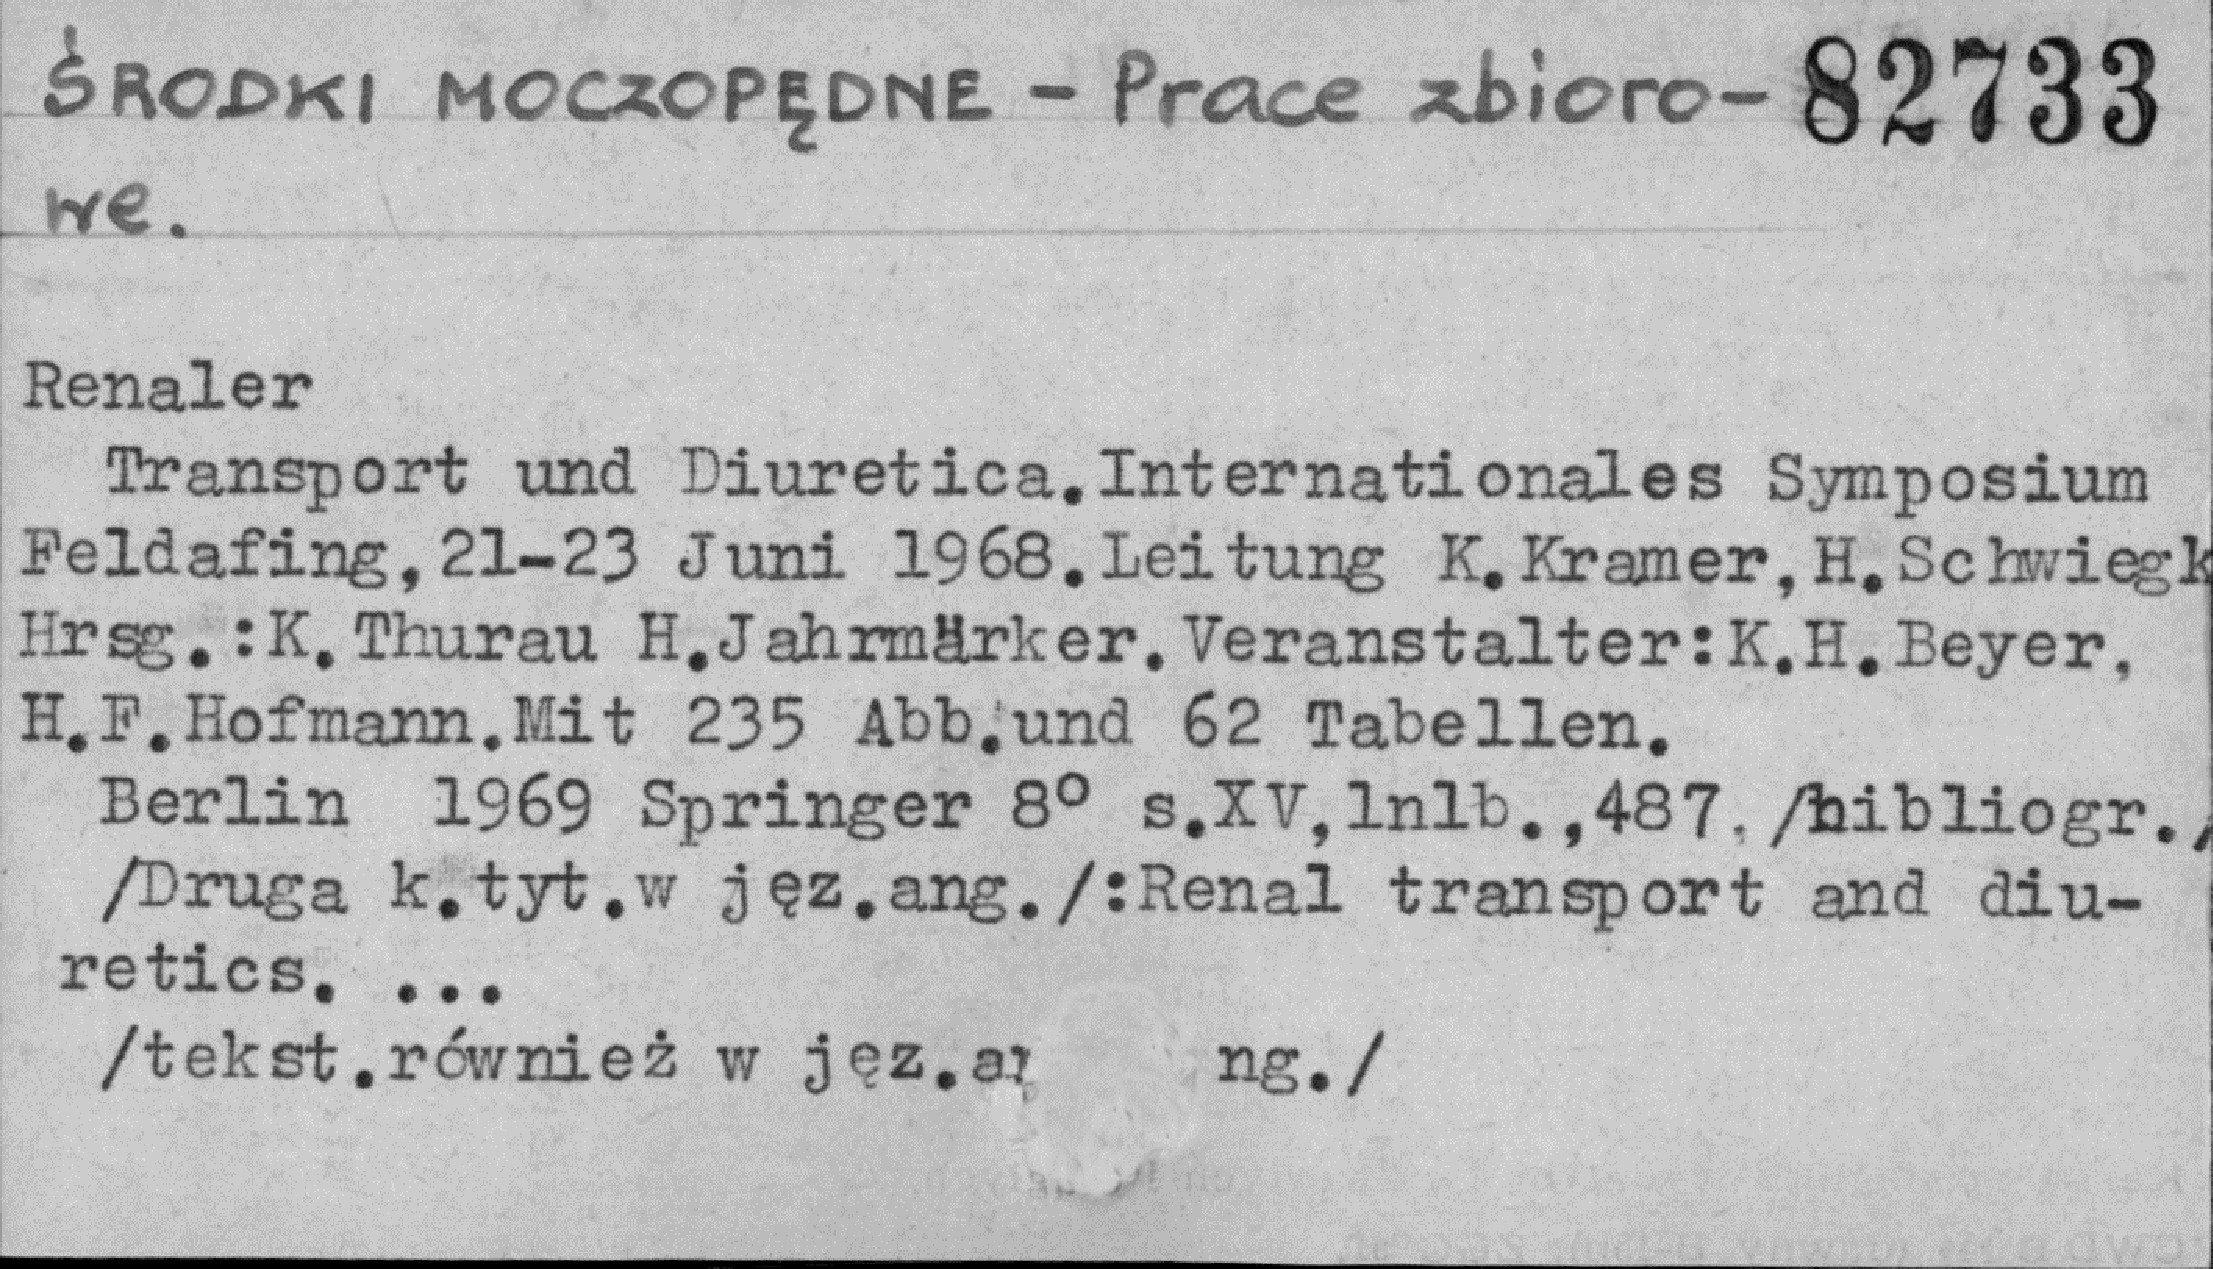 ŚRODKI MOCZOPĘDNE - Prace zbioro- 82733
we.
Renaler
Transport und Diuretica.Internationales Symposium
Feldafing,21-23 Juni 1968.Leitung K.Kramer,H.Schwiegk
Hrsg.:K.Thurau H.Jahrmärker.Veranstalter:K.H.Beyer,
H.F.Hofmann.Mit 235 Abb.und 62 Tabellen.
Berlin 1969 Springer 8° s.XV,lnlb.,487. /bibliogr./
/Druga k.tyt.w jęz.ang./:Renal transport and diu-
retics. ...
/tekst.również w jęz.an ng./